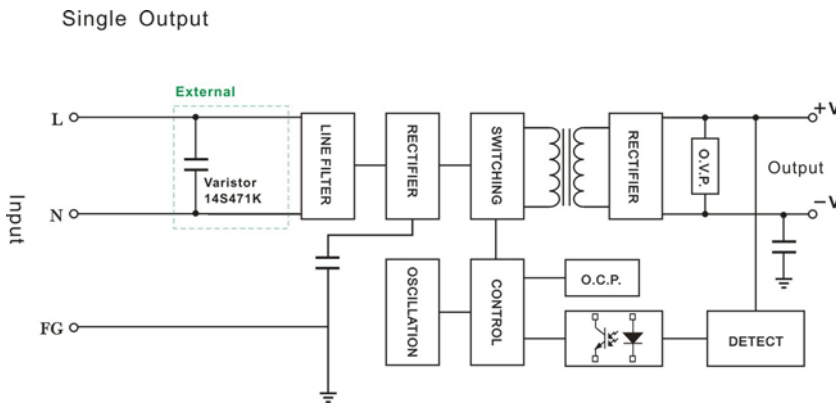 Single Output
External
L
+V
LINE FILTER
RECTIFIER
SWITCHING
RECTIFIER
O.V.P.
Output
Varistor
14S471K
Input
N
−V
OSCILLATION
CONTROL
O.C.P.
FG
DETECT